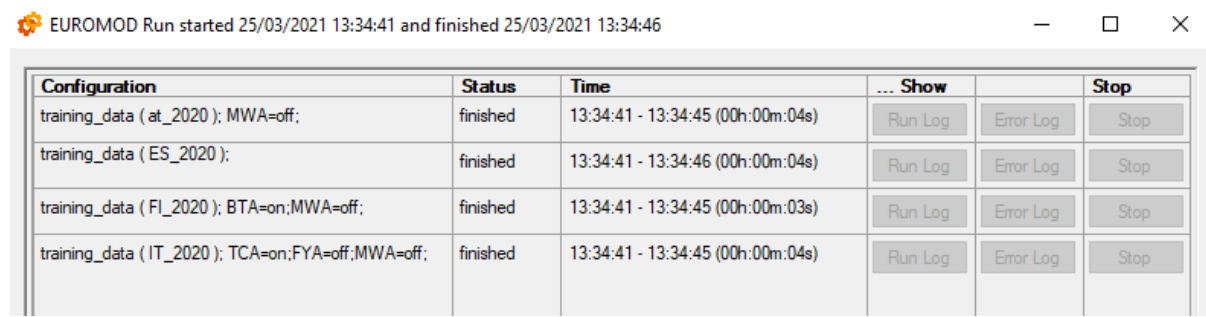 EUROMOD Run started 25/03/2021 13:34:41 and finished 25/03/2021 13:34:46
Configuration Status Time ... Show Stop
training_data ( at_2020 ); MWA=off; finished 13:34:41 - 13:34:45 (00h:00m:04s) Run Log Error Log Stop
training_data ( ES_2020 ); finished 13:34:41 - 13:34:46 (00h:00m:04s) Run Log Error Log Stop
training_data ( FI_2020 ); BTA=on;MWA=off; finished 13:34:41 - 13:34:45 (00h:00m:03s) Run Log Error Log Stop
training_data ( IT_2020 ); TCA=on;FYA=off;MWA=off; finished 13:34:41 - 13:34:45 (00h:00m:04s) Run Log Error Log Stop